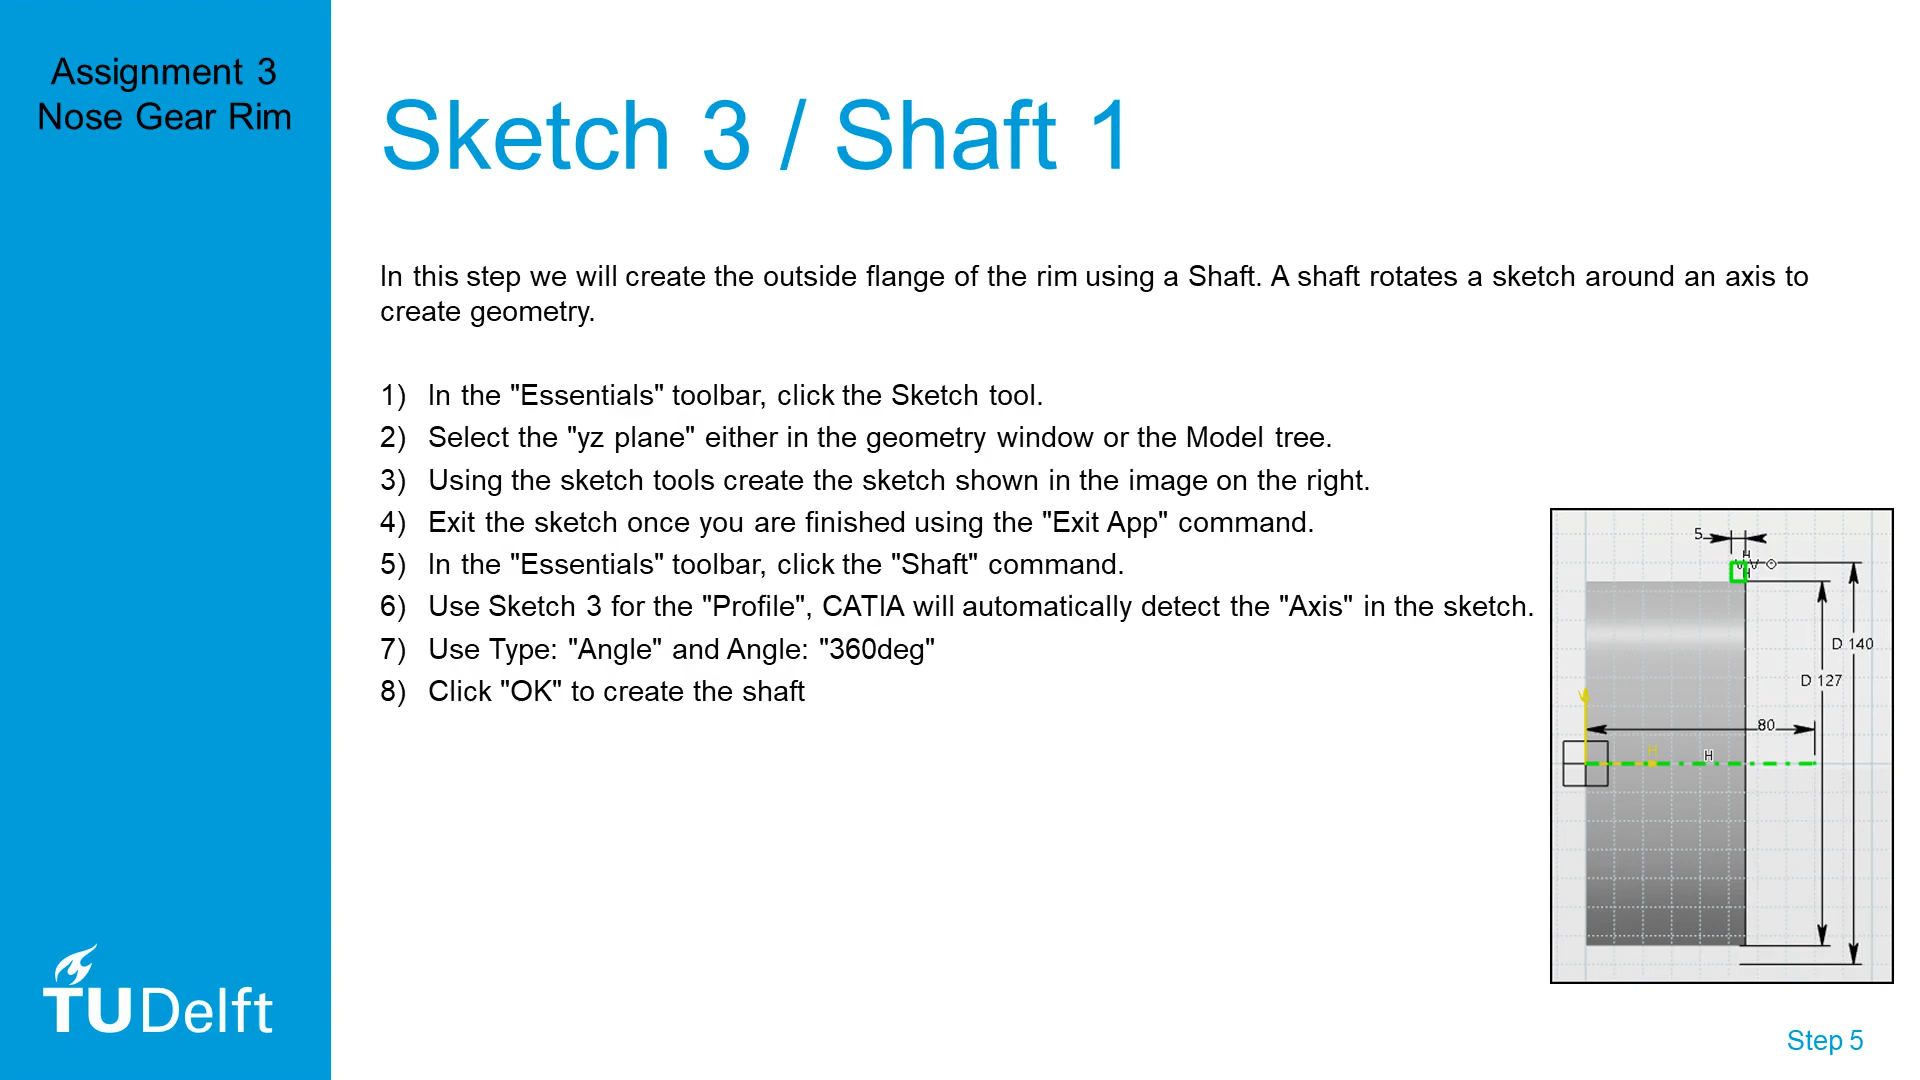 Assignment 3
Nose Gear Rim
Sketch 3 / Shaft 1
In this step we will create the outside flange of the rim using a Shaft. A shaft rotates a sketch around an axis to
create geometry.
1) In the "Essentials" toolbar, click the Sketch tool.
2) Select the "yz plane" either in the geometry window or the Model tree.
3) Using the sketch tools create the sketch shown in the image on the right.
4) Exit the sketch once you are finished using the "Exit App" command.
5) In the "Essentials" toolbar, click the "Shaft" command.
6) Use Sketch 3 for the "Profile", CATIA will automatically detect the "Axis" in the sketch.
7) Use Type: "Angle" and Angle: "360deg"
8) Click "OK" to create the shaft
5
H
V V
H
D 140
D 127
V
80
H
H
TU Delft
Step 5